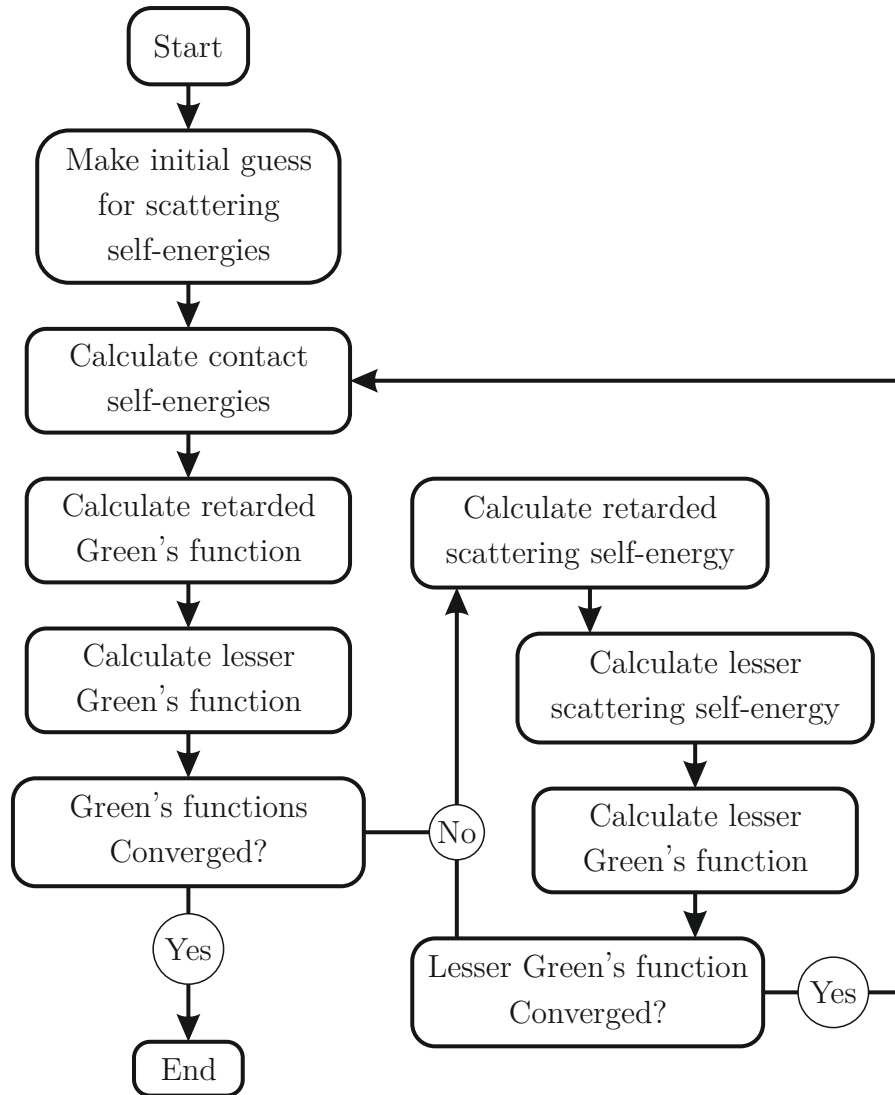 Start
Make initial guess
for scattering
self-energies
Calculate contact
self-energies
Calculate retarded
Green's function
Calculate lesser
Green's function
Green's functions
Converged?
Yes
End
No
Calculate retarded
scattering self-energy
Calculate lesser
scattering self-energy
Calculate lesser
Green's function
Lesser Green's function
Converged?
Yes